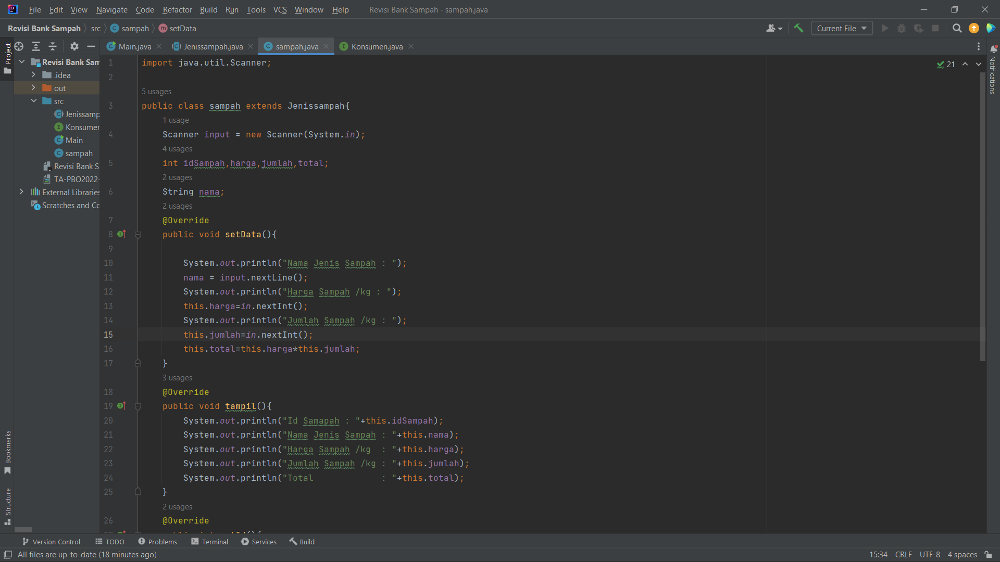 File Edit View Navigate Code Refactor Build Run Tools VCS Window Help Revisi Bank Sampah - sampah.java
Revisi Bank Sampah src sampah setData Current File
Project
Main.java Jenissampah.java sampah.java Konsumen.java
Revisi Bank Sam
.idea
out
src
Jenissamp
Konsumen
Main
sampah
Revisi Bank S
TA-PBO2022-
External Libraries
Scratches and Co
21
Notifications
1 import java.util.Scanner;
2
5 usages
3 public class sampah extends Jenissampah{
1 usage
4 Scanner input = new Scanner(System.in);
4 usages
5 int idSampah,harga,jumlah,total;
2 usages
6 String nama;
2 usages
7 @Override
8 public void setData(){
9
10 System.out.println("Nama Jenis Sampah : ");
11 nama = input.nextLine();
12 System.out.println("Harga Sampah /kg : ");
13 this.harga=in.nextInt();
14 System.out.println("Jumlah Sampah /kg : ");
15 this.jumlah=in.nextInt();
16 this.total=this.harga*this.jumlah;
17 }
3 usages
18 @Override
19 public void tampil(){
20 System.out.println("Id Samapah : "+this.idSampah);
21 System.out.println("Nama Jenis Sampah : "+this.nama);
22 System.out.println("Harga Sampah /kg  : "+this.harga);
23 System.out.println("Jumlah Sampah /kg : "+this.jumlah);
24 System.out.println("Total             : "+this.total);
25 }
2 usages
26 @Override
Bookmarks
Structure
Version Control TODO Problems Terminal Services Build
All files are up-to-date (18 minutes ago) 15:34 CRLF UTF-8 4 spaces